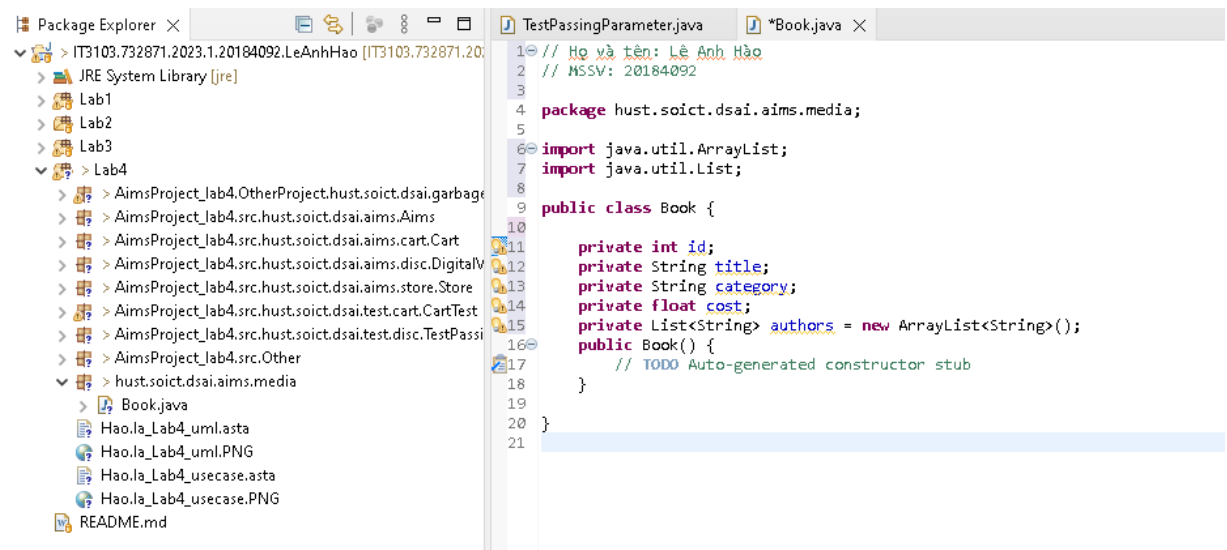 Package Explorer
> IT3103.732871.2023.1.20184092.LeAnhHao [IT3103.732871.20
JRE System Library [jre]
Lab1
Lab2
Lab3
> Lab4
> AimsProject_lab4.OtherProject.hust.soict.dsai.garbage
> AimsProject_lab4.src.hust.soict.dsai.aims.Aims
> AimsProject_lab4.src.hust.soict.dsai.aims.cart.Cart
> AimsProject_lab4.src.hust.soict.dsai.aims.disc.DigitalV
> AimsProject_lab4.src.hust.soict.dsai.aims.store.Store
> AimsProject_lab4.src.hust.soict.dsai.test.cart.CartTest
> AimsProject_lab4.src.hust.soict.dsai.test.disc.TestPassi
> AimsProject_lab4.src.Other
> hust.soict.dsai.aims.media
Book.java
Hao.la_Lab4_uml.asta
Hao.la_Lab4_uml.PNG
Hao.la_Lab4_usecase.asta
Hao.la_Lab4_usecase.PNG
README.md
TestPassingParameter.java
*Book.java
1 // Họ và tên: Lê Anh Hào
2 // MSSV: 20184092
3
4 package hust.soict.dsai.aims.media;
5
6 import java.util.ArrayList;
7 import java.util.List;
8
9 public class Book {
10
11 private int id;
12 private String title;
13 private String category;
14 private float cost;
15 private List<String> authors = new ArrayList<String>();
16 public Book() {
17 // TODO Auto-generated constructor stub
18 }
19
20 }
21